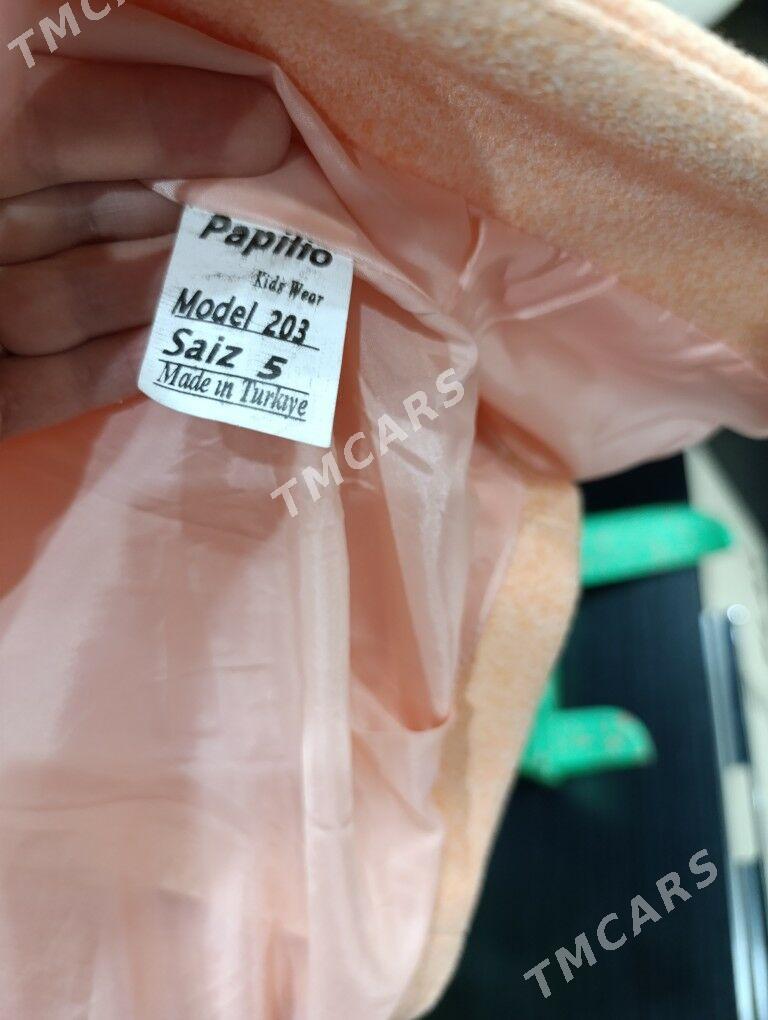 TMCARS
Papilio
Kids Wear
Model 203
Saiz 5
Made in Turkiye
TMCARS
TMCARS